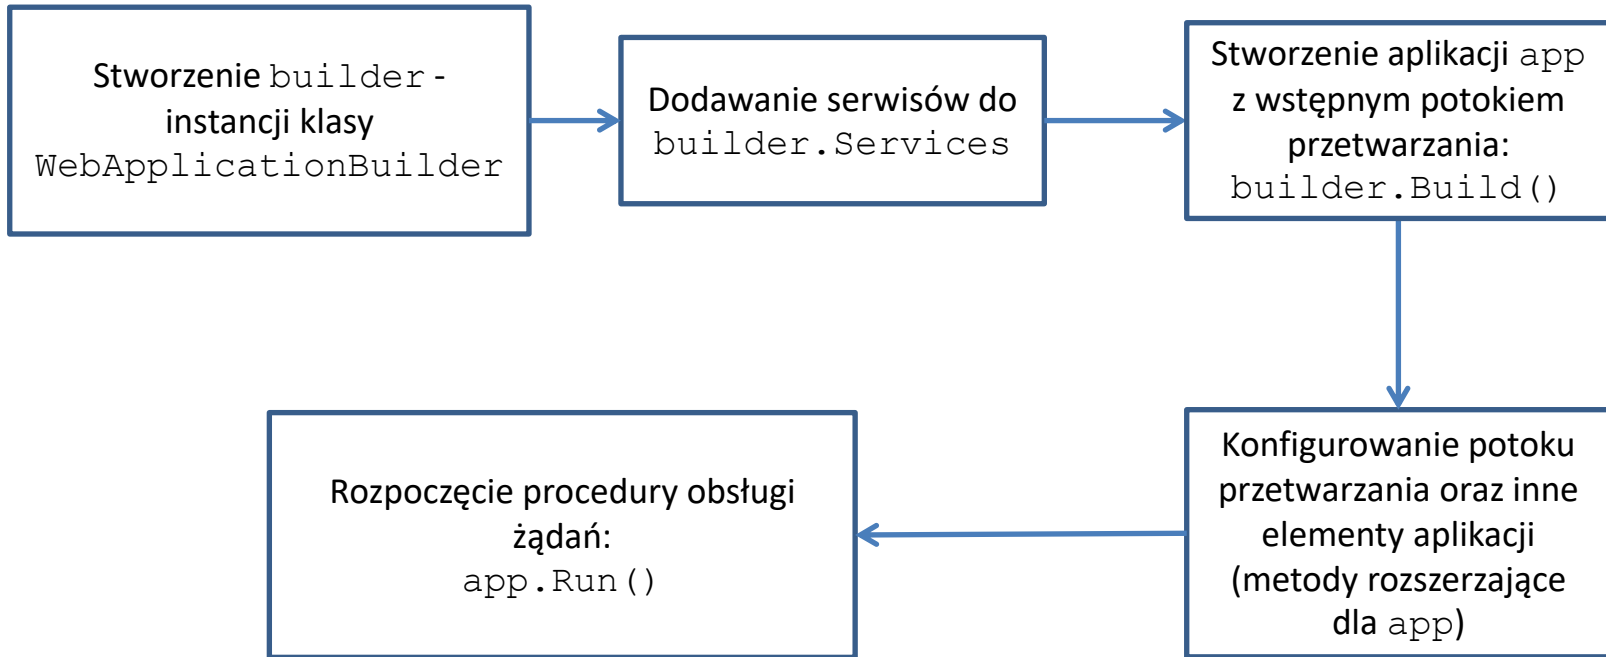 Stworzenie builder -
instancji klasy
WebApplicationBuilder
Dodawanie serwisów do
builder.Services
Stworzenie aplikacji app
z wstępnym potokiem
przetwarzania:
builder.Build()
Konfigurowanie potoku
przetwarzania oraz inne
elementy aplikacji
(metody rozszerzające
dla app)
Rozpoczęcie procedury obsługi
żądań:
app.Run()